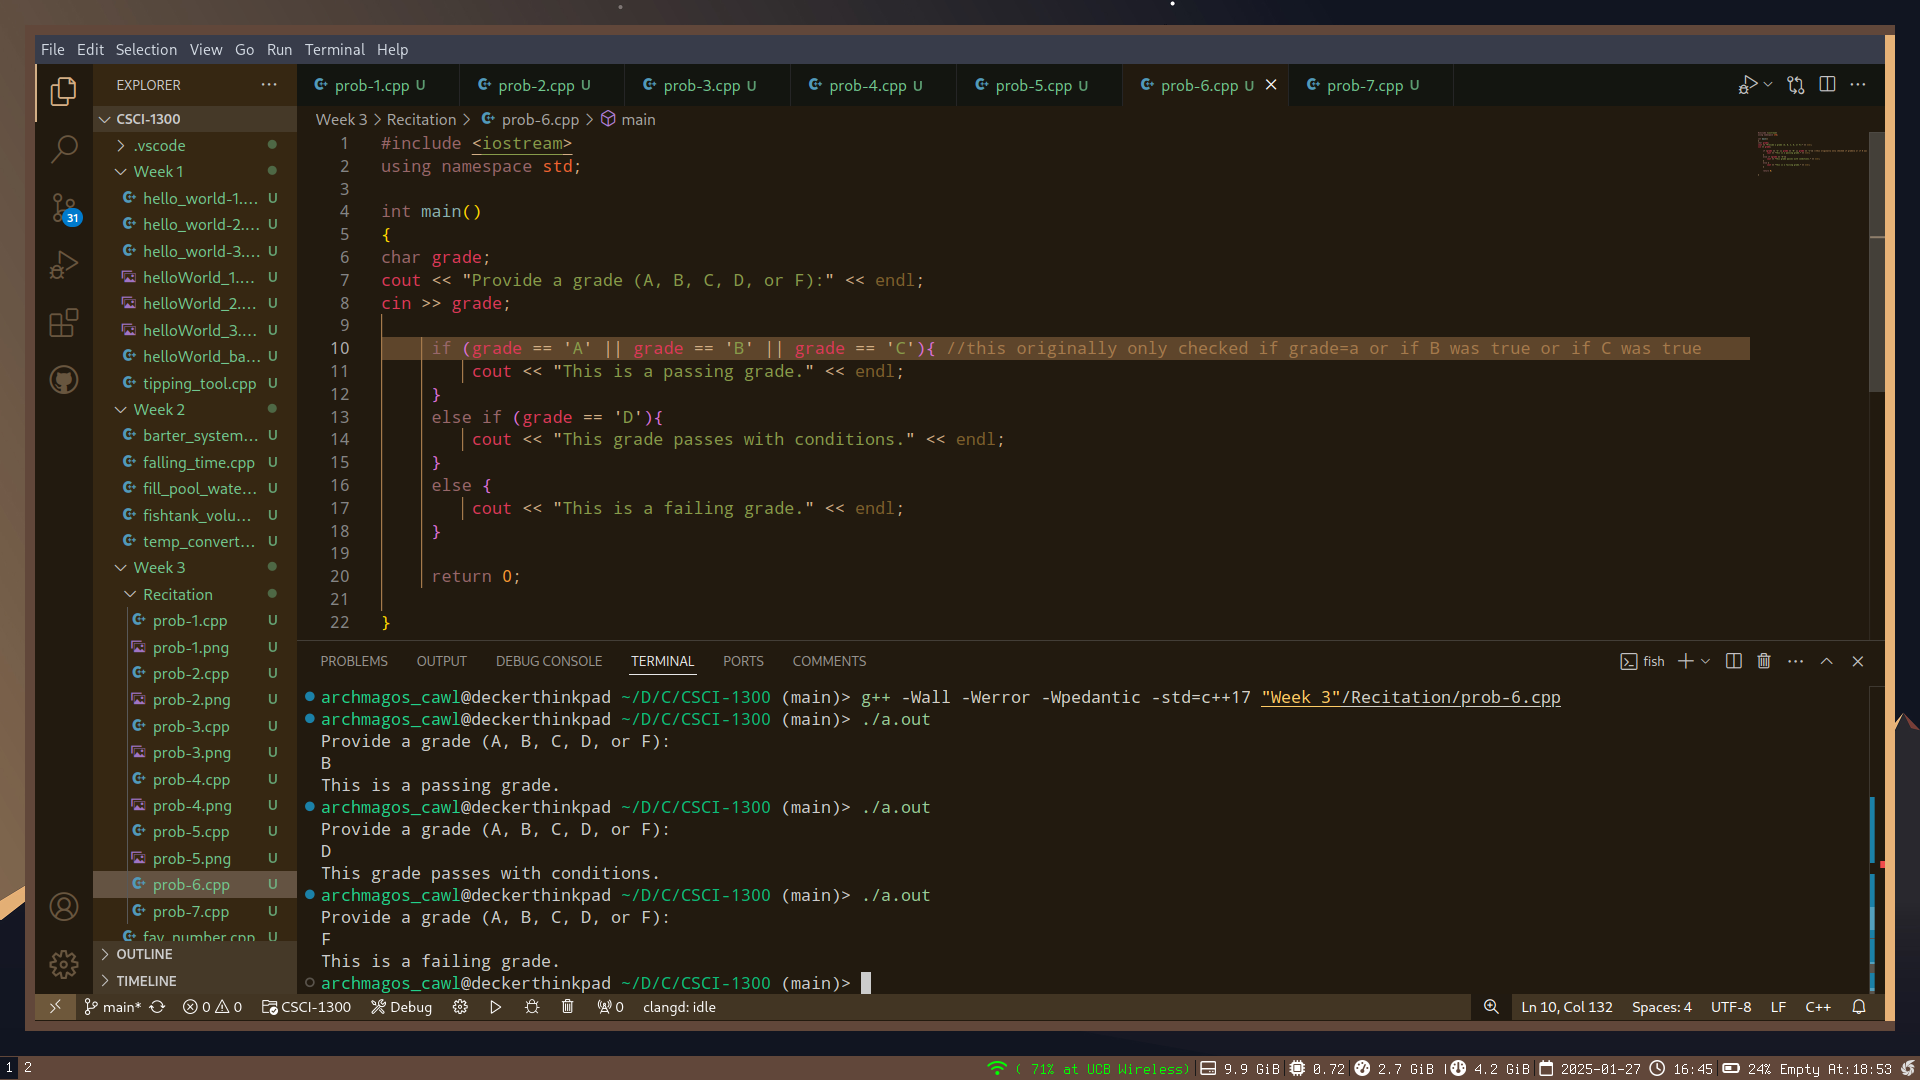 File Edit Selection View Go Run Terminal Help
EXPLORER
prob-1.cpp U
prob-2.cpp U
prob-3.cpp U
prob-4.cpp U
prob-5.cpp U
prob-6.cpp U
prob-7.cpp U
CSCI-1300
.vscode
Week 1
hello_world-1.... U
hello_world-2.... U
hello_world-3.... U
helloWorld_1.... U
helloWorld_2.... U
helloWorld_3.... U
helloWorld_ba... U
tipping_tool.cpp U
Week 2
barter_system... U
falling_time.cpp U
fill_pool_wate... U
fishtank_volu... U
temp_convert... U
Week 3
Recitation
prob-1.cpp U
prob-1.png U
prob-2.cpp U
prob-2.png U
prob-3.cpp U
prob-3.png U
prob-4.cpp U
prob-4.png U
prob-5.cpp U
prob-5.png U
prob-6.cpp U
prob-7.cpp U
fav_number.cpp U
OUTLINE
TIMELINE
31
Week 3 > Recitation > prob-6.cpp > main
1 #include <iostream>
2 using namespace std;
3
4 int main()
5 {
6 char grade;
7 cout << "Provide a grade (A, B, C, D, or F):" << endl;
8 cin >> grade;
9
10 if (grade == 'A' || grade == 'B' || grade == 'C'){ //this originally only checked if grade=a or if B was true or if C was true
11 cout << "This is a passing grade." << endl;
12 }
13 else if (grade == 'D'){
14 cout << "This grade passes with conditions." << endl;
15 }
16 else {
17 cout << "This is a failing grade." << endl;
18 }
19
20 return 0;
21
22 }
PROBLEMS OUTPUT DEBUG CONSOLE TERMINAL PORTS COMMENTS
fish
archmagos_cawl@deckerthinkpad ~/D/C/CSCI-1300 (main)> g++ -Wall -Werror -Wpedantic -std=c++17 "Week 3"/Recitation/prob-6.cpp
archmagos_cawl@deckerthinkpad ~/D/C/CSCI-1300 (main)> ./a.out
Provide a grade (A, B, C, D, or F):
B
This is a passing grade.
archmagos_cawl@deckerthinkpad ~/D/C/CSCI-1300 (main)> ./a.out
Provide a grade (A, B, C, D, or F):
D
This grade passes with conditions.
archmagos_cawl@deckerthinkpad ~/D/C/CSCI-1300 (main)> ./a.out
Provide a grade (A, B, C, D, or F):
F
This is a failing grade.
archmagos_cawl@deckerthinkpad ~/D/C/CSCI-1300 (main)>
main* 0 0 CSCI-1300 Debug 0 clangd: idle Ln 10, Col 132 Spaces: 4 UTF-8 LF C++
1 2 ( 71% at UCB Wireless) | 9.9 GiB | 0.72 | 2.7 GiB | 4.2 GiB | 2025-01-27 | 16:45 | 24% Empty At:18:53